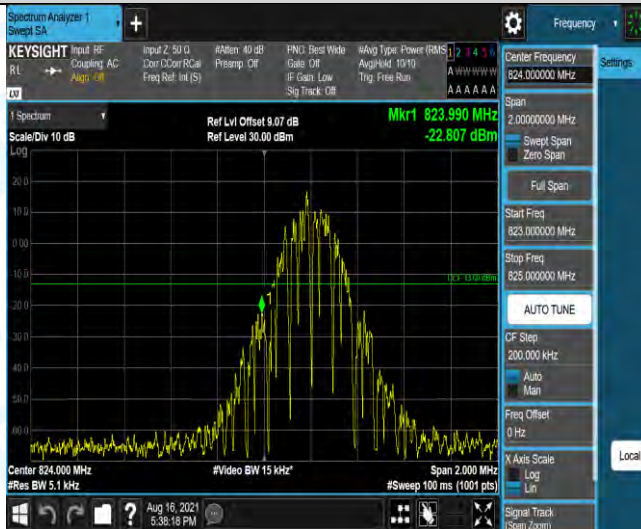 Spectrum Analyzer 1
Swept SA
Frequency
KEYSIGHT
Input: RF
Coupling: AC
Align: Off
Input Z: 50 Ω
Corr CCorr RCal
Freq Ref: Int (S)
#Atten: 40 dB
Preamp: Off
PNO: Best Wide
Gate: Off
IF Gain: Low
Sig Track: Off
#Avg Type: Power (RMS
Avg|Hold: 10/10
Trig: Free Run
1 2 3 4 5 6
A W W W W W
A A A A A A
RL
LXI
1 Spectrum
Scale/Div 10 dB
Log
Ref Lvl Offset 9.07 dB
Ref Level 30.00 dBm
Mkr1 823.990 MHz
-22.807 dBm
20.0
10.0
0.00
-10.0
-20.0
-30.0
-40.0
-50.0
-60.0
DL1 -13.00 dBm
Center 824.000 MHz
#Res BW 5.1 kHz
#Video BW 15 kHz*
Span 2.000 MHz
#Sweep 100 ms (1001 pts)
Aug 16, 2021
5:38:18 PM
Center Frequency
824.000000 MHz
Settings
Span
2.00000000 MHz
Swept Span
Zero Span
Full Span
Start Freq
823.000000 MHz
Stop Freq
825.000000 MHz
AUTO TUNE
CF Step
200.000 kHz
Auto
Man
Freq Offset
0 Hz
X Axis Scale
Log
Lin
Local
Signal Track
(Span Zoom)